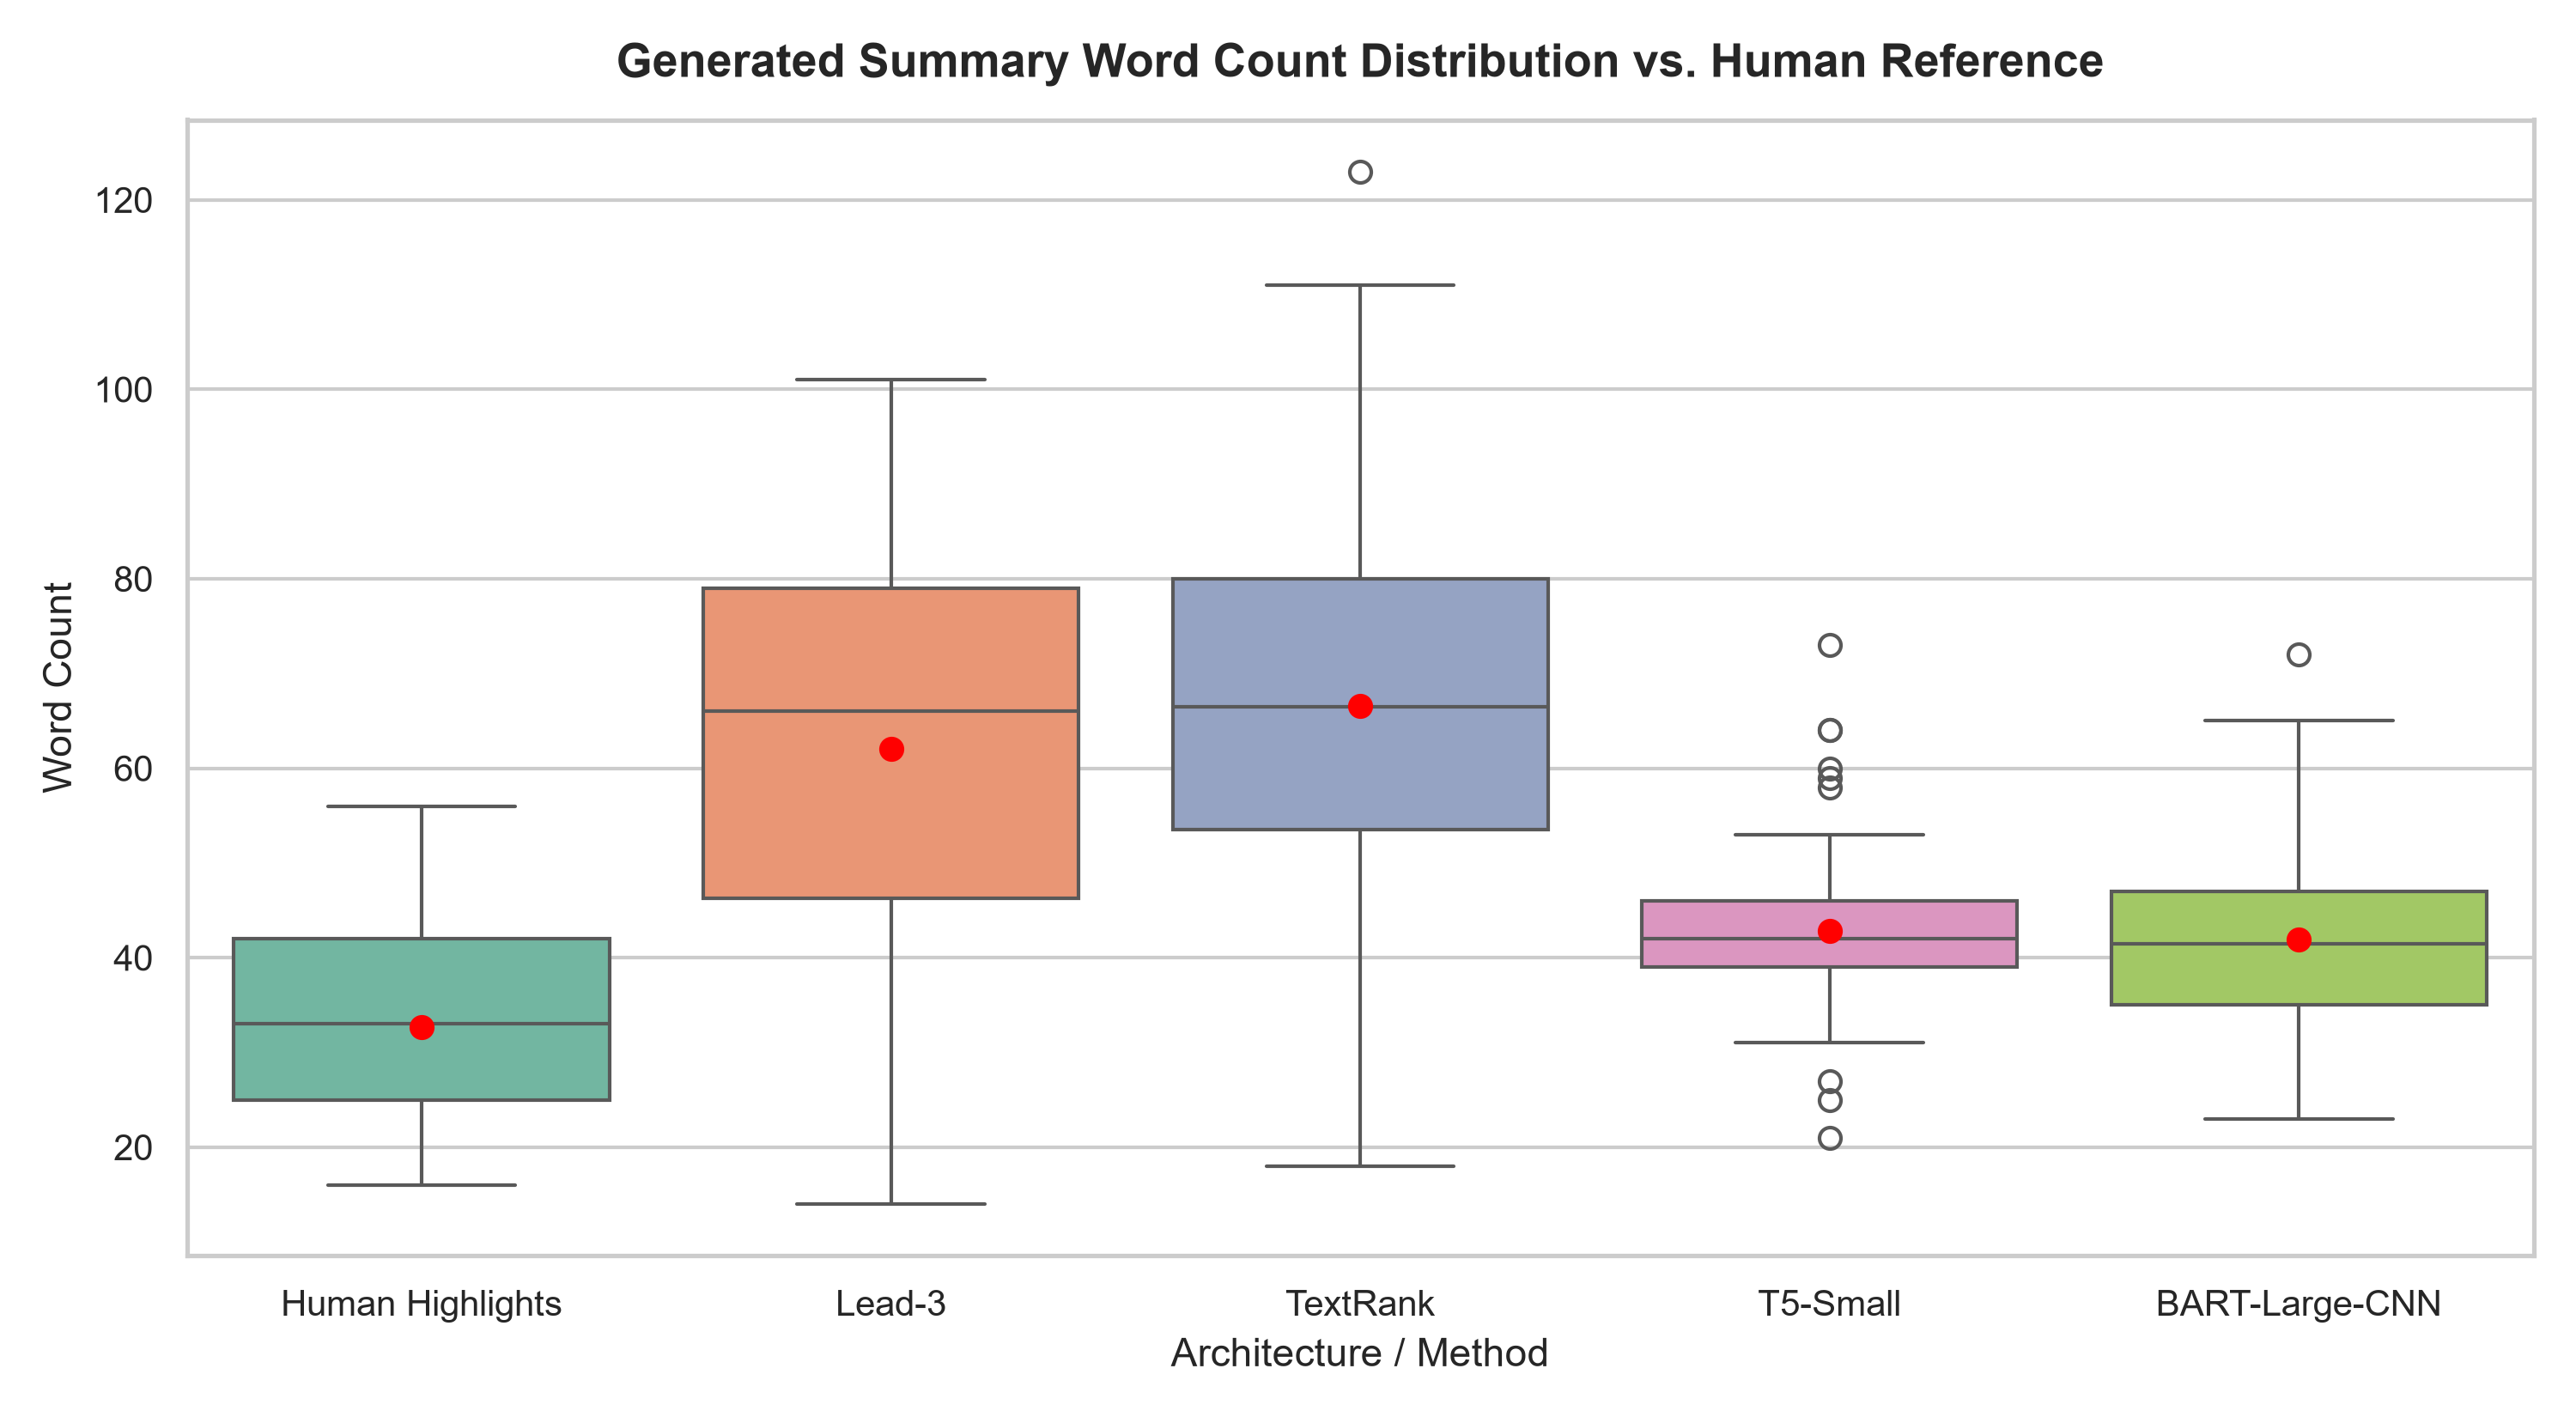 Generated Summary Word Count Distribution vs. Human Reference
Word Count
120
100
80
60
40
20
Human Highlights
Lead-3
TextRank
T5-Small
BART-Large-CNN
Architecture / Method